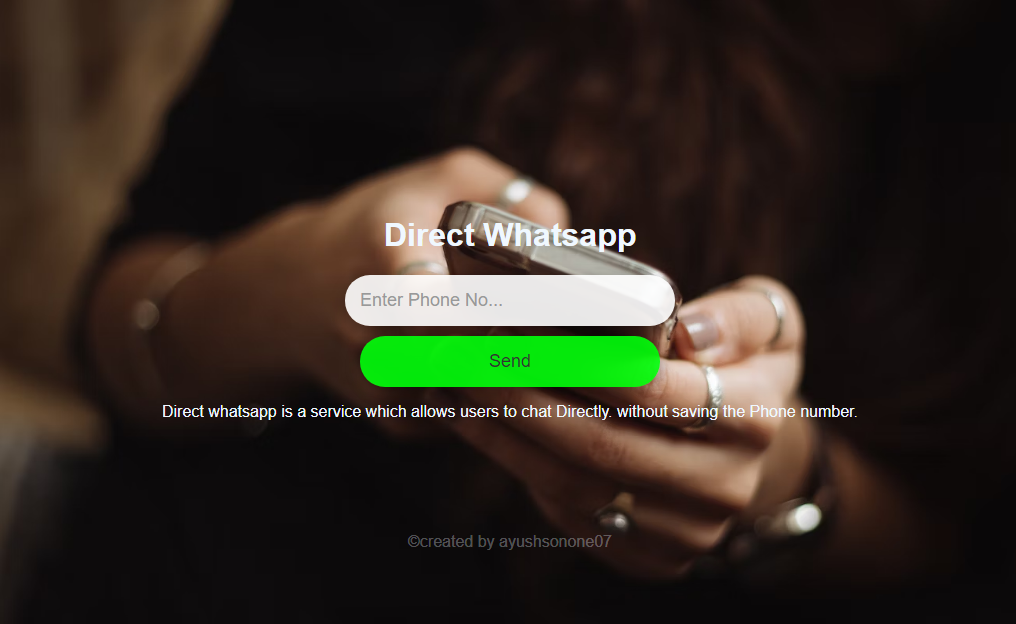 Direct Whatsapp
Enter Phone No...
Send
Direct whatsapp is a service which allows users to chat Directly. without saving the Phone number.
©created by ayushsonone07